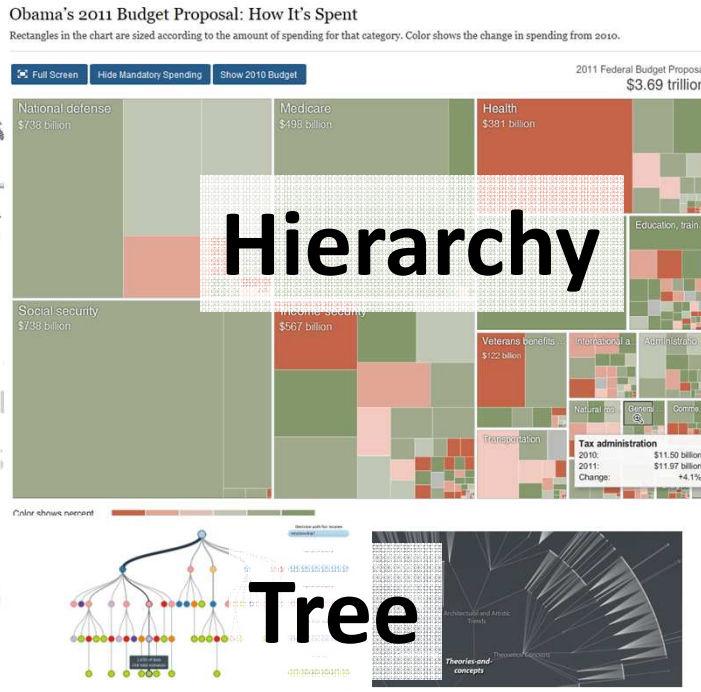 Obama's 2011 Budget Proposal: How It's Spent
Rectangles in the chart are sized according to the amount of spending for that category. Color shows the change in spending from 2010.
Full Screen
Hide Mandatory Spending
Show 2010 Budget
2011 Federal Budget Proposa
$3.69 trillion
National defense
$738 billion
Medicare
$498 billion
Health
$381 billion
Hierarchy
Education, train
Social security
$738 billion
Income security
$567 billion
Veterans benefits ...
$122 billion
International a...
Administratio
Natural
General
Comme
Transportation
Tax administration
2010: $11.50 billion
2011: $11.97 billion
Change: +4.1%
Color shows percent
Tree
Architectural and Artistic
Trends
Theoretical Concepts
Theories-and-
concepts